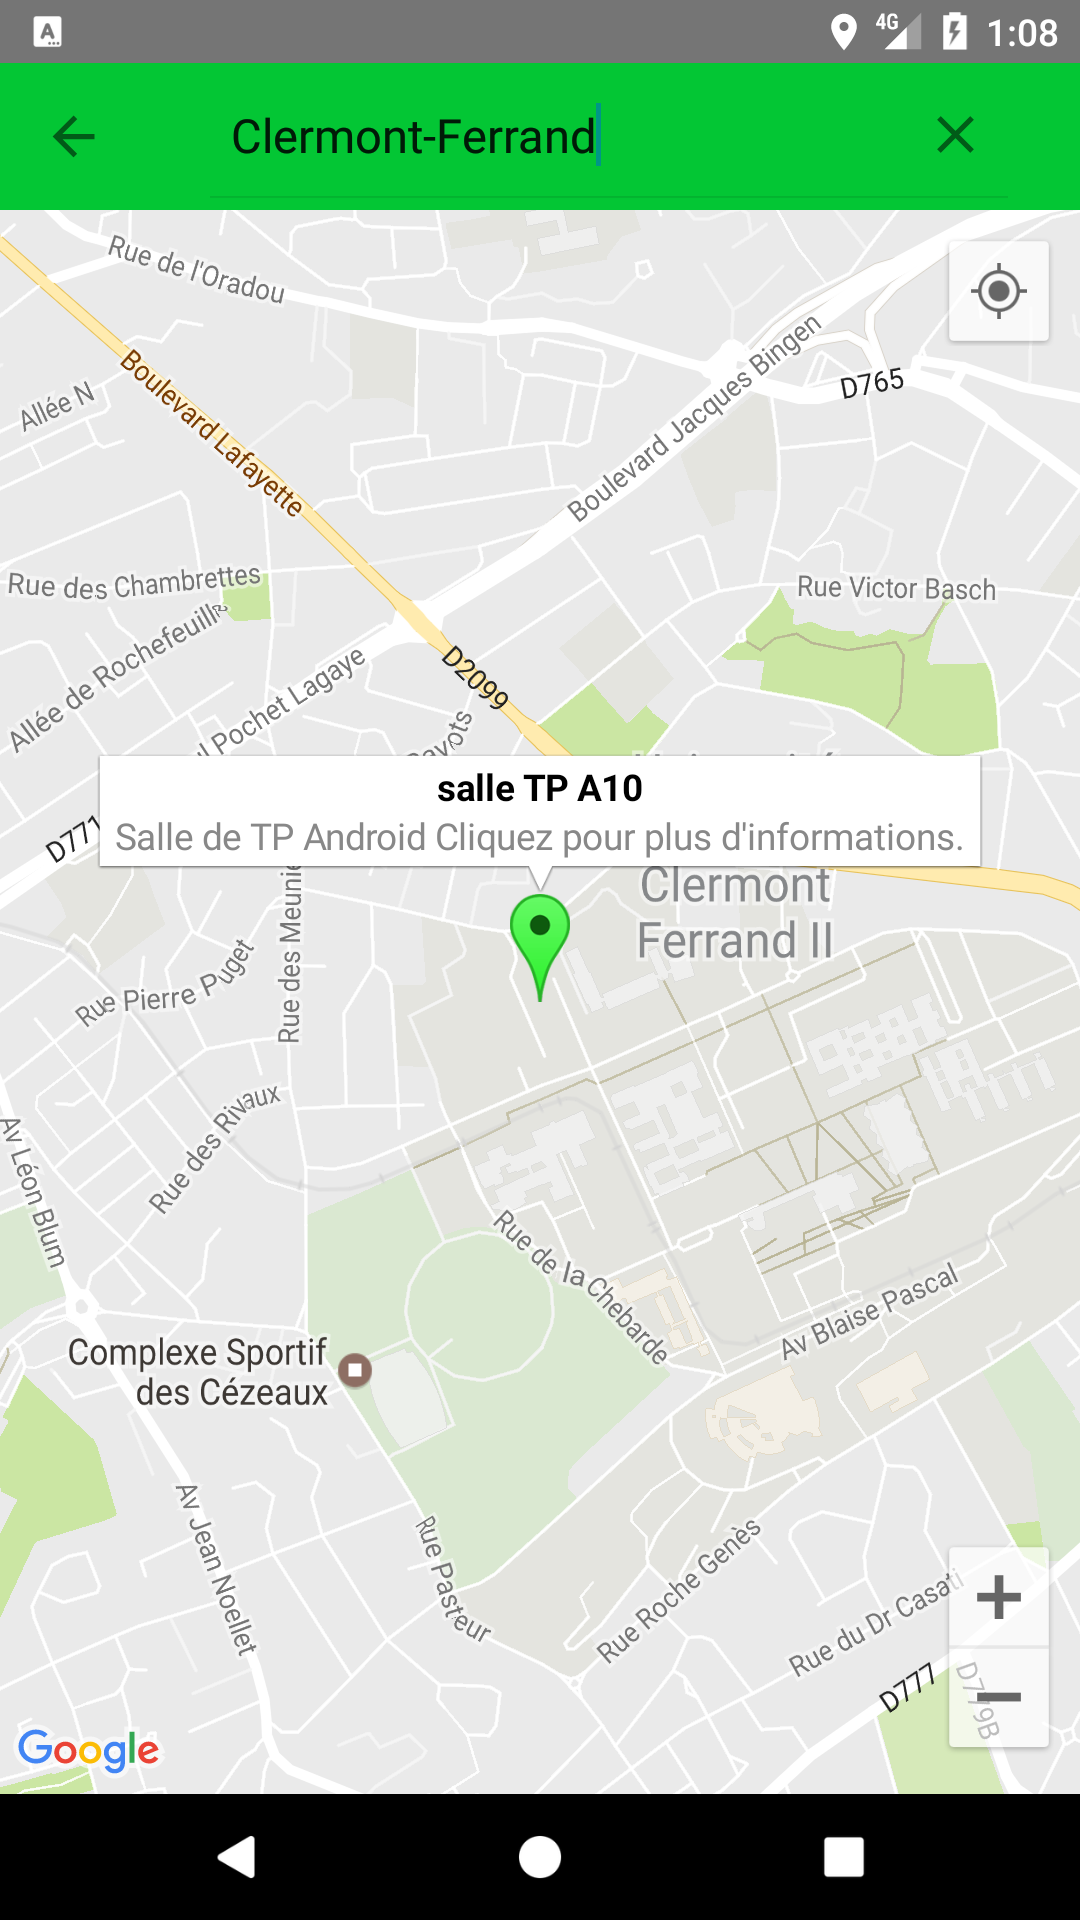 1:08
4G
Clermont-Ferrand
Rue de l'Oradou
Boulevard Jacques Bingen
D765
Allée N
Boulevard Lafayette
Rue des Chambrettes
Rue Victor Basch
Allée de Rochefeuille
D2099
Pochet Lagaye
D771
salle TP A10
Salle de TP Android Cliquez pour plus d'informations.
Clermont
Ferrand II
Rue des Meunie
Rue Pierre Puget
Rue des Rivaux
Av Léon Blum
Rue de la Chebarde
Av Blaise Pascal
Complexe Sportif
des Cézeaux
Av Jean Noellet
Rue Pasteur
Rue Roche Genès
Rue du Dr Casati
D777
D779B
Google